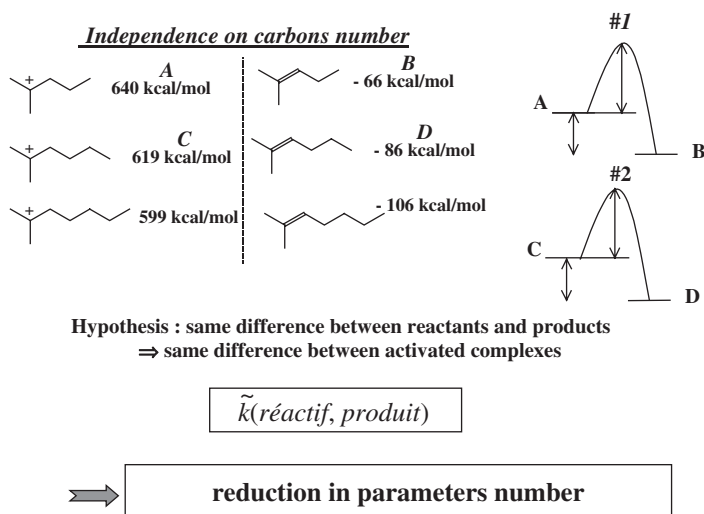 Independence on carbons number
#1
+
A
640 kcal/mol
B
- 66 kcal/mol
A
B
+
C
619 kcal/mol
D
- 86 kcal/mol
#2
+
599 kcal/mol
- 106 kcal/mol
C
D
Hypothesis : same difference between reactants and products
⇒ same difference between activated complexes
k̃(réactif, produit)
reduction in parameters number